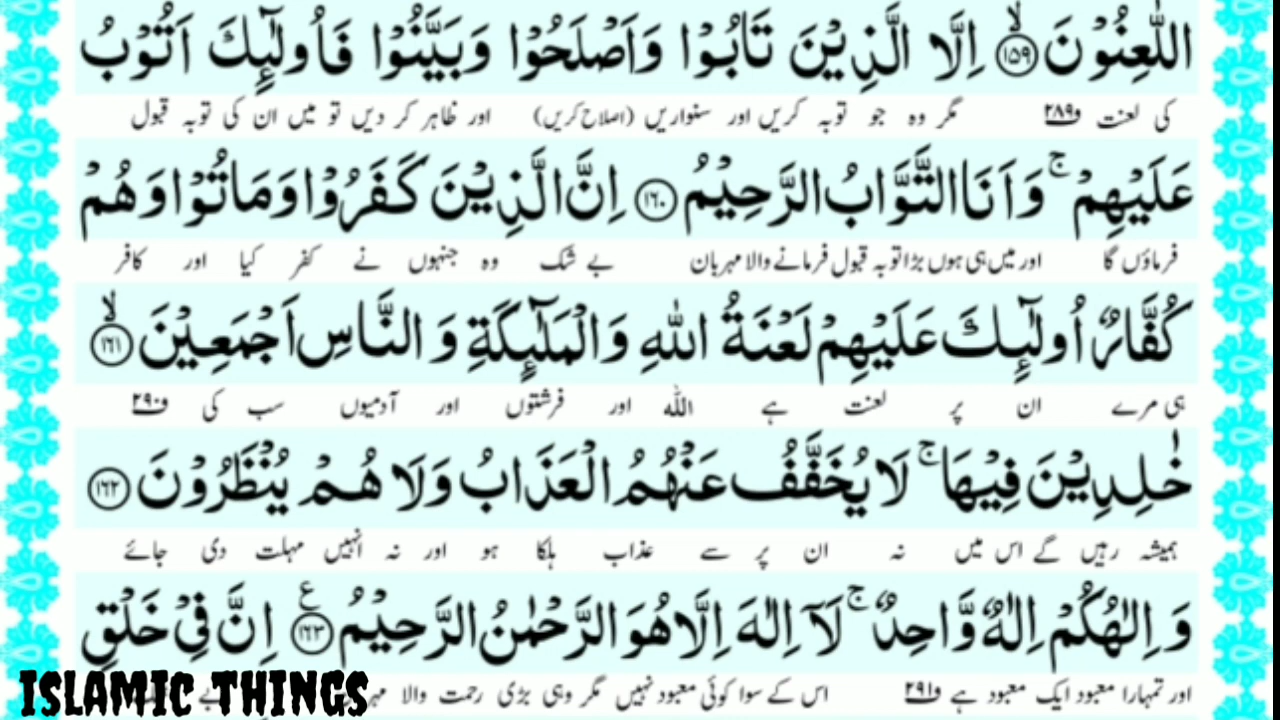 اللّٰعِنُوْنَۙ﴿۱۵۹﴾ اِلَّا الَّذِیْنَ تَابُوْا وَاَصْلَحُوْا وَبَیَّنُوْا فَاُولٰٓىِٕكَ اَتُوْبُ
کی لعنت ف۲۸۹ مگر وہ جو توبہ کریں اور سنواریں (اصلاح کریں) اور ظاہر کر دیں تو میں ان کی توبہ قبول
عَلَیْهِمْۚ وَاَنَا التَّوَّابُ الرَّحِیْمُ﴿۱۶۰﴾ اِنَّ الَّذِیْنَ كَفَرُوْا وَمَاتُوْا وَهُمْ
فرماؤں گا اور میں ہی ہوں بڑا توبہ قبول فرمانے والا مہربان بے شک وہ جنہوں نے کفر کیا اور کافر
كُفَّارٌ اُولٰٓىِٕكَ عَلَیْهِمْ لَعْنَةُ اللّٰهِ وَالْمَلٰٓىِٕكَةِ وَ النَّاسِ اَجْمَعِیْنَۙ﴿۱۶۱﴾
ہی مرے ان پر لعنت ہے اللہ اور فرشتوں اور آدمیوں سب کی ف۲۹۰
خٰلِدِیْنَ فِیْهَاۚ لَا یُخَفَّفُ عَنْهُمُ الْعَذَابُ وَلَا هُمْ یُنْظَرُوْنَ﴿۱۶۲﴾
ہمیشہ رہیں گے اس میں نہ ان پر سے عذاب ہلکا ہو اور نہ انہیں مہلت دی جائے
وَ اِلٰهُكُمْ اِلٰهٌ وَّاحِدٌۚ لَاۤ اِلٰهَ اِلَّا هُوَ الرَّحْمٰنُ الرَّحِیْمُ﴿۱۶۳﴾ؑ اِنَّ فِیْ خَلْقِ
اور تمہارا معبود ایک معبود ہے ف۲۹۱ اس کے سوا کوئی معبود نہیں مگر وہی بڑی رحمت والا
ISLAMIC THINGS